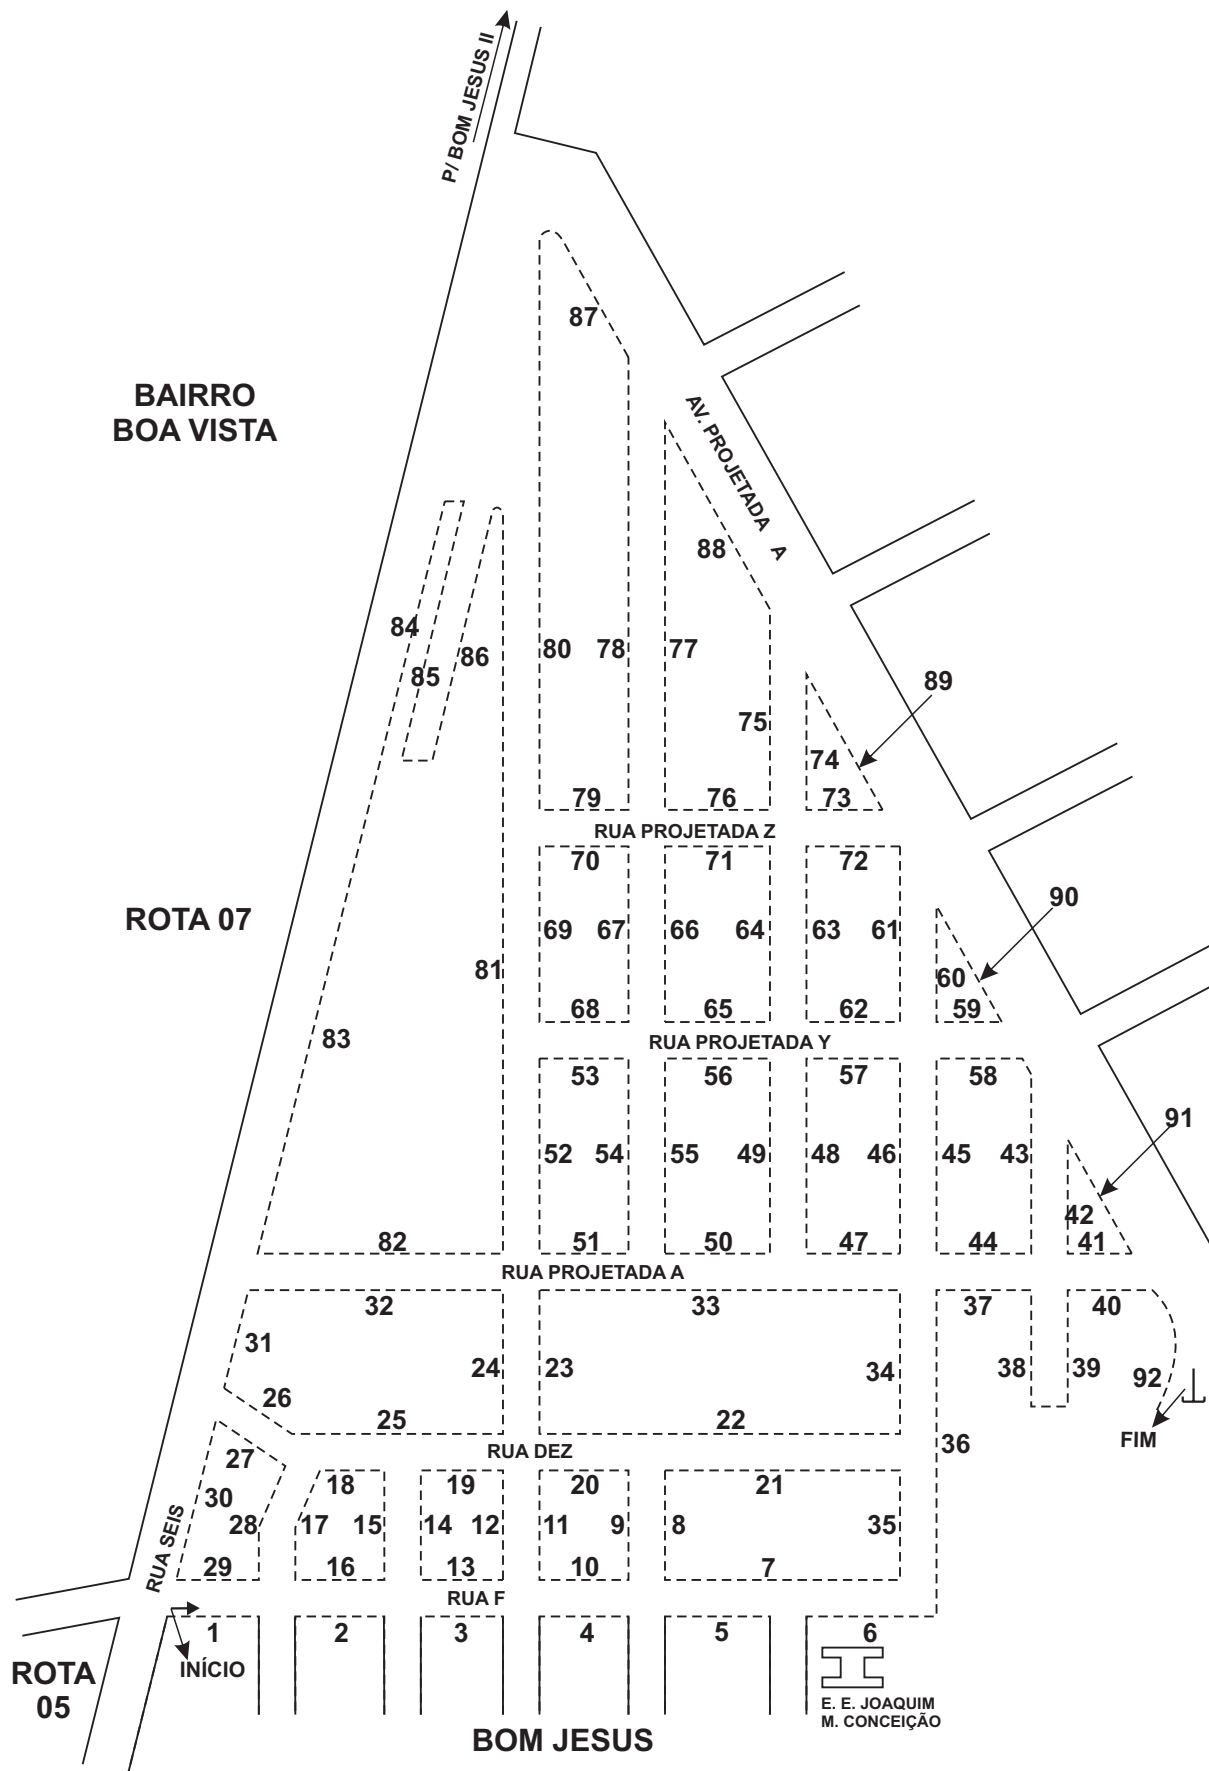 P/ BOM JESUS II
87
BAIRRO
BOA VISTA
AV. PROJETADA A
88
84
86
85
80 78 77
89
75
74
79 76 73
RUA PROJETADA Z
70 71 72
90
ROTA 07
69 67 66 64 63 61
81
60
68 65 62 59
83
RUA PROJETADA Y
53 56 57 58
91
52 54 55 49 48 46 45 43
42
82 51 50 47 44 41
RUA PROJETADA A
32 33 37 40
31
24 23 34 38 39
92
26
25 22
FIM
36
RUA DEZ
27
18 19 20 21
30
28 17 15 14 12 11 9 8 35
RUA SEIS
29 16 13 10 7
RUA F
1 2 3 4 5 6
INÍCIO
ROTA
05
E. E. JOAQUIM
M. CONCEIÇÃO
BOM JESUS